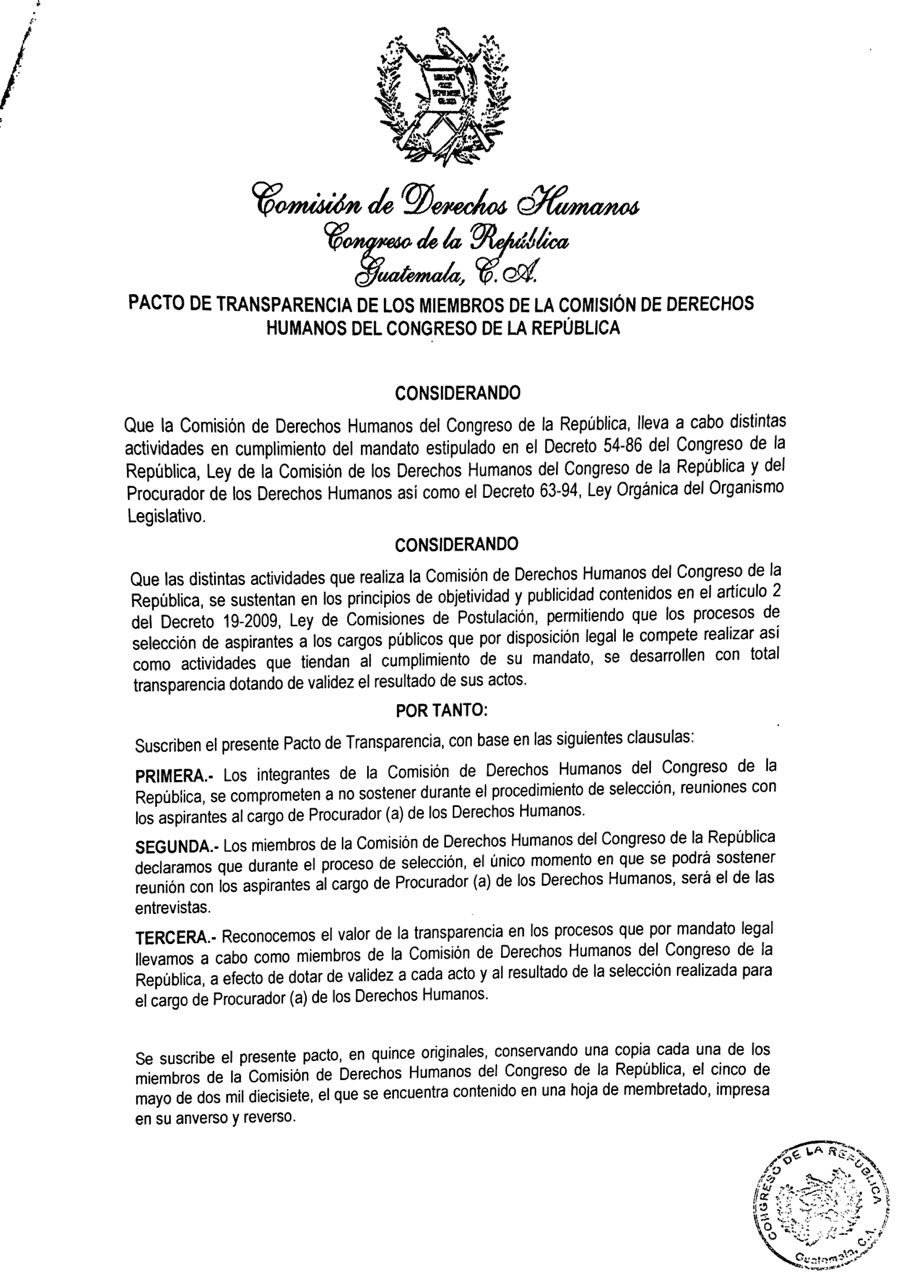 Comisión de Derechos Humanos
Congreso de la República
Guatemala, C. A.
PACTO DE TRANSPARENCIA DE LOS MIEMBROS DE LA COMISIÓN DE DERECHOS
HUMANOS DEL CONGRESO DE LA REPÚBLICA
CONSIDERANDO
Que la Comisión de Derechos Humanos del Congreso de la República, lleva a cabo distintas
actividades en cumplimiento del mandato estipulado en el Decreto 54-86 del Congreso de la
República, Ley de la Comisión de los Derechos Humanos del Congreso de la República y del
Procurador de los Derechos Humanos así como el Decreto 63-94, Ley Orgánica del Organismo
Legislativo.
CONSIDERANDO
Que las distintas actividades que realiza la Comisión de Derechos Humanos del Congreso de la
República, se sustentan en los principios de objetividad y publicidad contenidos en el articulo 2
del Decreto 19-2009, Ley de Comisiones de Postulación, permitiendo que los procesos de
selección de aspirantes a los cargos públicos que por disposición legal le compete realizar así
como actividades que tiendan al cumplimiento de su mandato, se desarrollen con total
transparencia dotando de validez el resultado de sus actos.
POR TANTO:
Suscriben el presente Pacto de Transparencia, con base en las siguientes clausulas:
PRIMERA.- Los integrantes de la Comisión de Derechos Humanos del Congreso de la
República, se comprometen a no sostener durante el procedimiento de selección, reuniones con
los aspirantes al cargo de Procurador (a) de los Derechos Humanos.
SEGUNDA.- Los miembros de la Comisión de Derechos Humanos del Congreso de la República
declaramos que durante el proceso de selección, el único momento en que se podrá sostener
reunión con los aspirantes al cargo de Procurador (a) de los Derechos Humanos, será el de las
entrevistas.
TERCERA.- Reconocemos el valor de la transparencia en los procesos que por mandato legal
llevamos a cabo como miembros de la Comisión de Derechos Humanos del Congreso de la
República, a efecto de dotar de validez a cada acto y al resultado de la selección realizada para
el cargo de Procurador (a) de los Derechos Humanos.
Se suscribe el presente pacto, en quince originales, conservando una copia cada una de los
miembros de la Comisión de Derechos Humanos del Congreso de la República, el cinco de
mayo de dos mil diecisiete, el que se encuentra contenido en una hoja de membretado, impresa
en su anverso y reverso.
CONGRESO DE LA REPUBLICA
Guatemala, C.A.